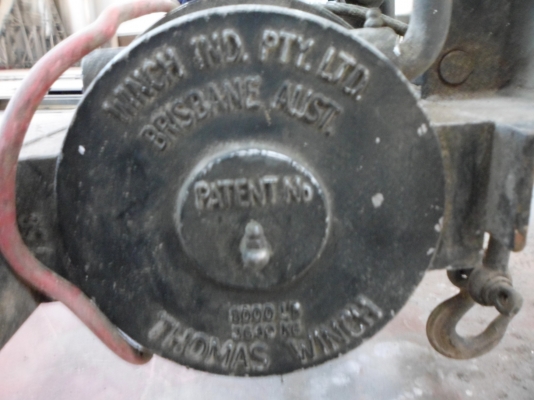 WINCH IND. PTY. LTD.
BRISBANE, AUST.
PATENT No
8000 LB
3640 KG
THOMAS WINCH